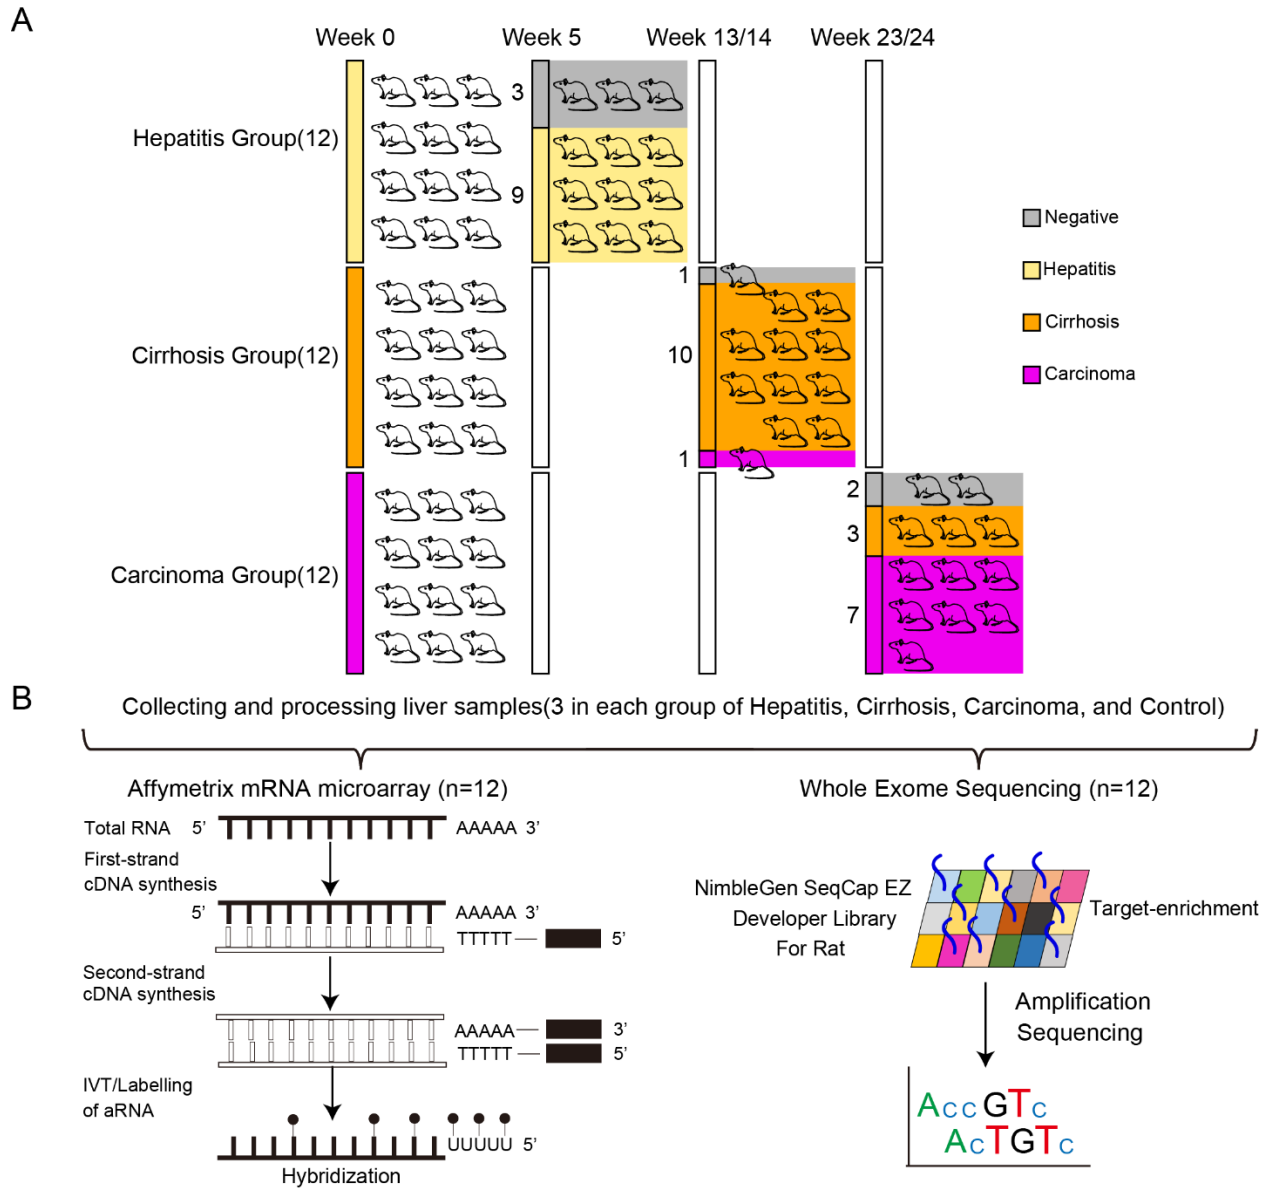 A
Week 0
Week 5
Week 13/14
Week 23/24
Hepatitis Group(12)
3
9
Negative
Hepatitis
Cirrhosis
Carcinoma
Cirrhosis Group(12)
1
10
1
Carcinoma Group(12)
2
3
7
B
Collecting and processing liver samples(3 in each group of Hepatitis, Cirrhosis, Carcinoma, and Control)
Affymetrix mRNA microarray (n=12)
Total RNA 5’ AAAAA 3’
First-strand
cDNA synthesis
5’ AAAAA 3’
TTTTT 5’
Second-strand
cDNA synthesis
AAAAA 3’
TTTTT 5’
IVT/Labelling
of aRNA
UUUUU 5’
Hybridization
Whole Exome Sequencing (n=12)
NimbleGen SeqCap EZ
Developer Library
For Rat
Target-enrichment
Amplification
Sequencing
ACCGTC
ACTGTC